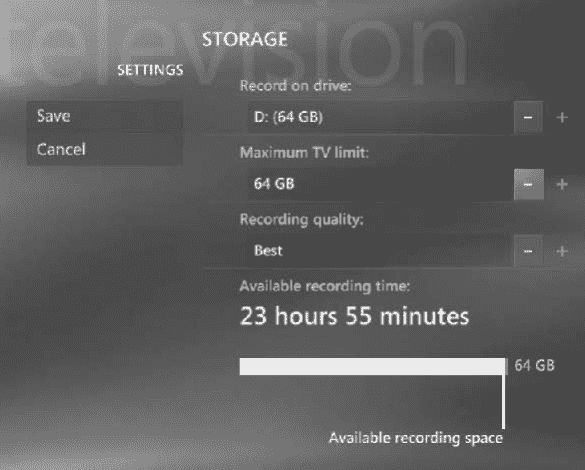 television
STORAGE
SETTINGS
Save
Cancel
Record on drive:
D: (64 GB) - +
Maximum TV limit:
64 GB - +
Recording quality:
Best - +
Available recording time:
23 hours 55 minutes
64 GB
Available recording space